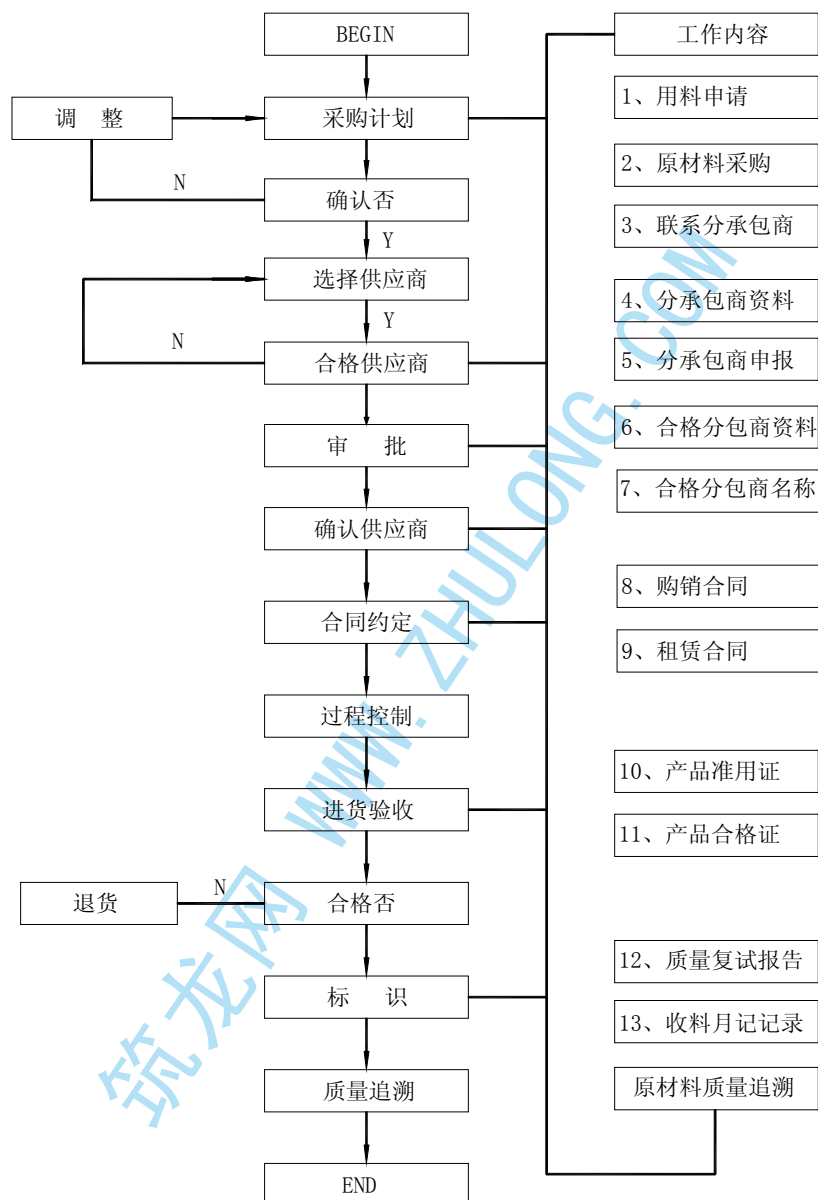 BEGIN
工作内容
1、用料申请
调 整
采购计划
2、原材料采购
N
确认否
3、联系分承包商
Y
选择供应商
4、分承包商资料
Y
N
合格供应商
5、分承包商申报
6、合格分包商资料
审 批
7、合格分包商名称
确认供应商
8、购销合同
合同约定
9、租赁合同
过程控制
10、产品准用证
进货验收
11、产品合格证
N
退货
合格否
12、质量复试报告
标 识
13、收料月记记录
质量追溯
原材料质量追溯
END
筑龙网 WWW.ZHULONG.COM